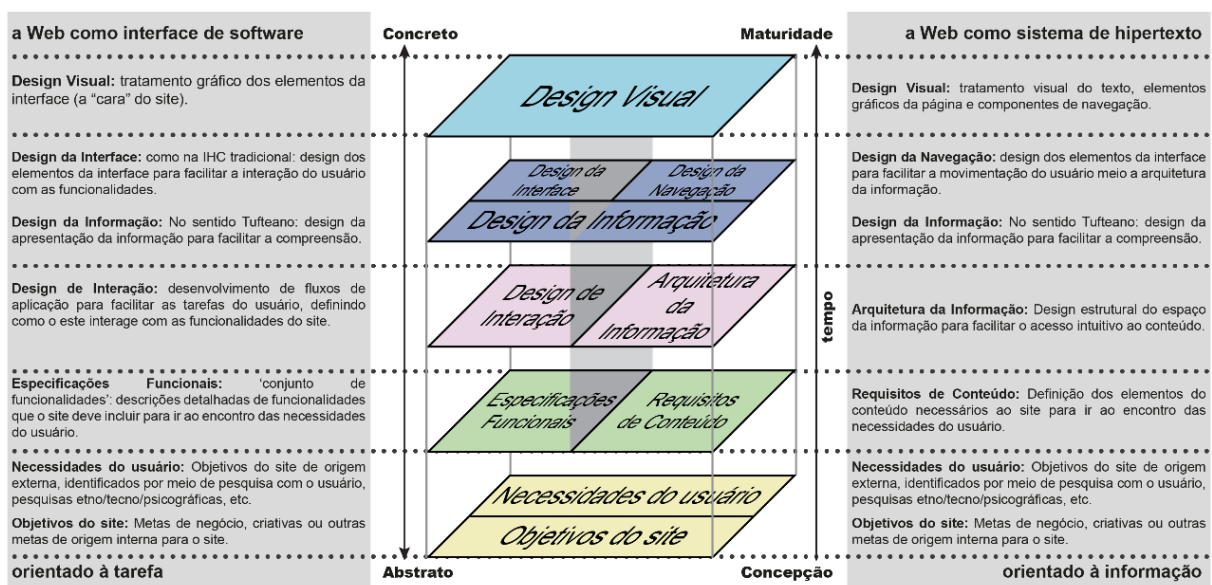 a Web como interface de software
Design Visual: tratamento gráfico dos elementos da
interface (a “cara” do site).
Design da Interface: como na IHC tradicional: design dos
elementos da interface para facilitar a interação do usuário
com as funcionalidades.
Design da Informação: No sentido Tufteano: design da
apresentação da informação para facilitar a compreensão.
Design de Interação: desenvolvimento de fluxos de
aplicação para facilitar as tarefas do usuário, definindo
como o este interage com as funcionalidades do site.
Especificações Funcionais: ‘conjunto de
funcionalidades’: descrições detalhadas de funcionalidades
que o site deve incluir para ir ao encontro das necessidades
do usuário.
Necessidades do usuário: Objetivos do site de origem
externa, identificados por meio de pesquisa com o usuário,
pesquisas etno/tecno/psicográficas, etc.
Objetivos do site: Metas de negócio, criativas ou outras
metas de origem interna para o site.
orientado à tarefa
Concreto
Maturidade
Design Visual
Design da
Interface
Design da
Navegação
Design da Informação
Design de
Interação
Arquitetura
da
Informação
Especificações
Funcionais
Requisitos
de Conteúdo
Necessidades do usuário
Objetivos do site
tempo
Abstrato
Concepção
a Web como sistema de hipertexto
Design Visual: tratamento visual do texto, elementos
gráficos da página e componentes de navegação.
Design da Navegação: design dos elementos da interface
para facilitar a movimentação do usuário meio a arquitetura
da informação.
Design da Informação: No sentido Tufteano: design da
apresentação da informação para facilitar a compreensão.
Arquitetura da Informação: Design estrutural do espaço
da informação para facilitar o acesso intuitivo ao conteúdo.
Requisitos de Conteúdo: Definição dos elementos do
conteúdo necessários ao site para ir ao encontro das
necessidades do usuário.
Necessidades do usuário: Objetivos do site de origem
externa, identificados por meio de pesquisa com o usuário,
pesquisas etno/tecno/psicográficas, etc.
Objetivos do site: Metas de negócio, criativas ou outras
metas de origem interna para o site.
orientado à informação